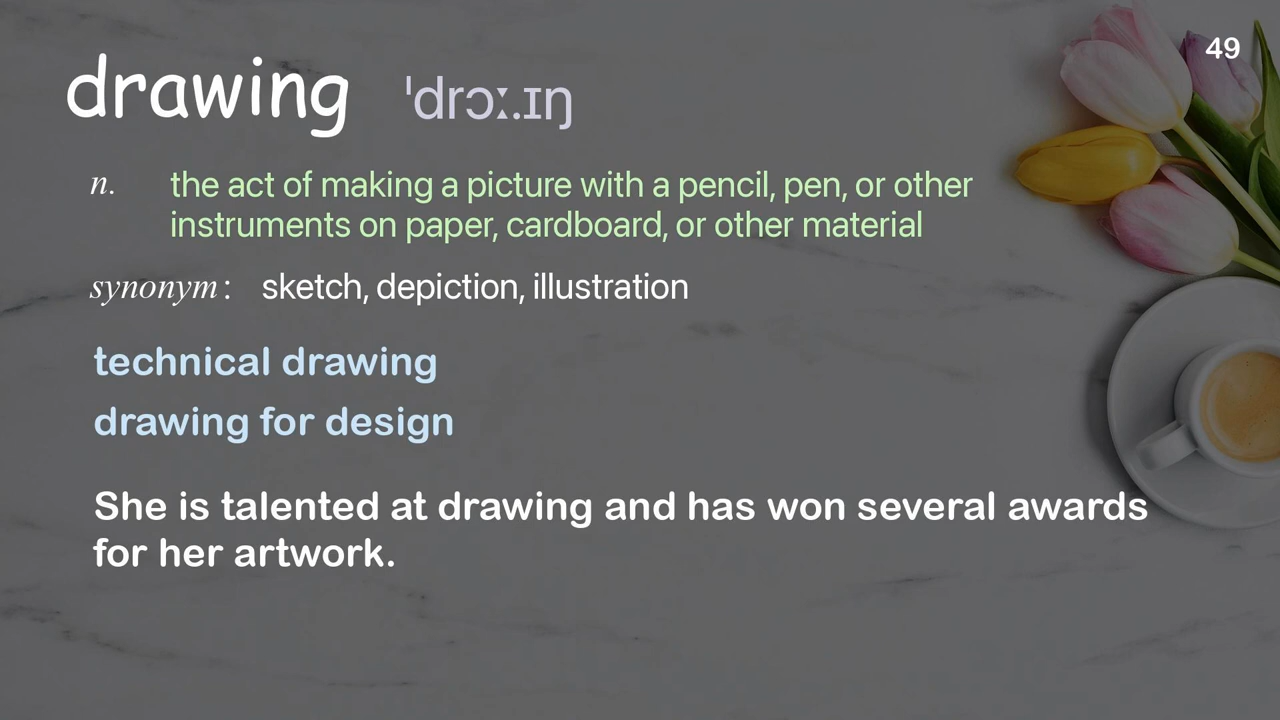 49
drawing ˈdrɔː.ɪŋ
n. the act of making a picture with a pencil, pen, or other
instruments on paper, cardboard, or other material
synonym: sketch, depiction, illustration
technical drawing
drawing for design
She is talented at drawing and has won several awards
for her artwork.